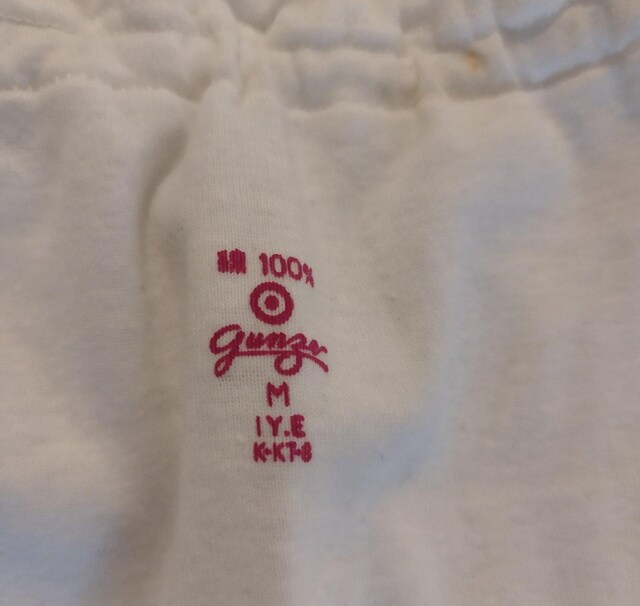 綿 100%
gunze
M
IY.E
K-KT-8